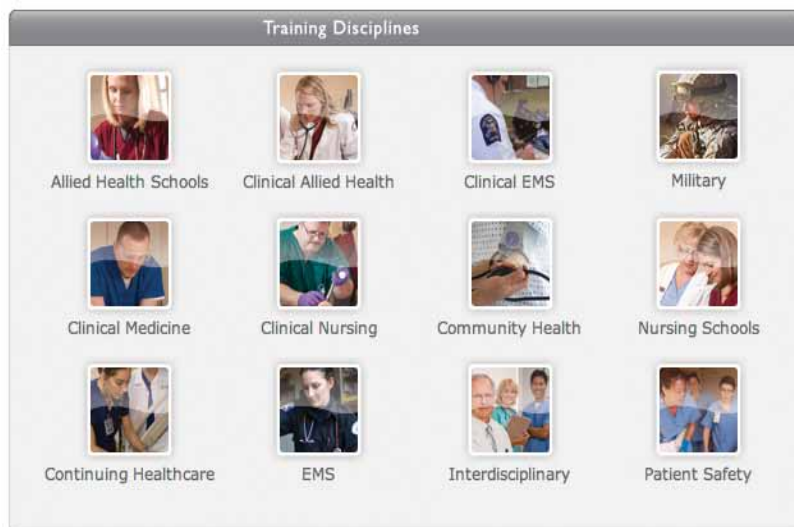 Training Disciplines
Allied Health Schools
Clinical Allied Health
Clinical EMS
Military
Clinical Medicine
Clinical Nursing
Community Health
Nursing Schools
Continuing Healthcare
EMS
Interdisciplinary
Patient Safety